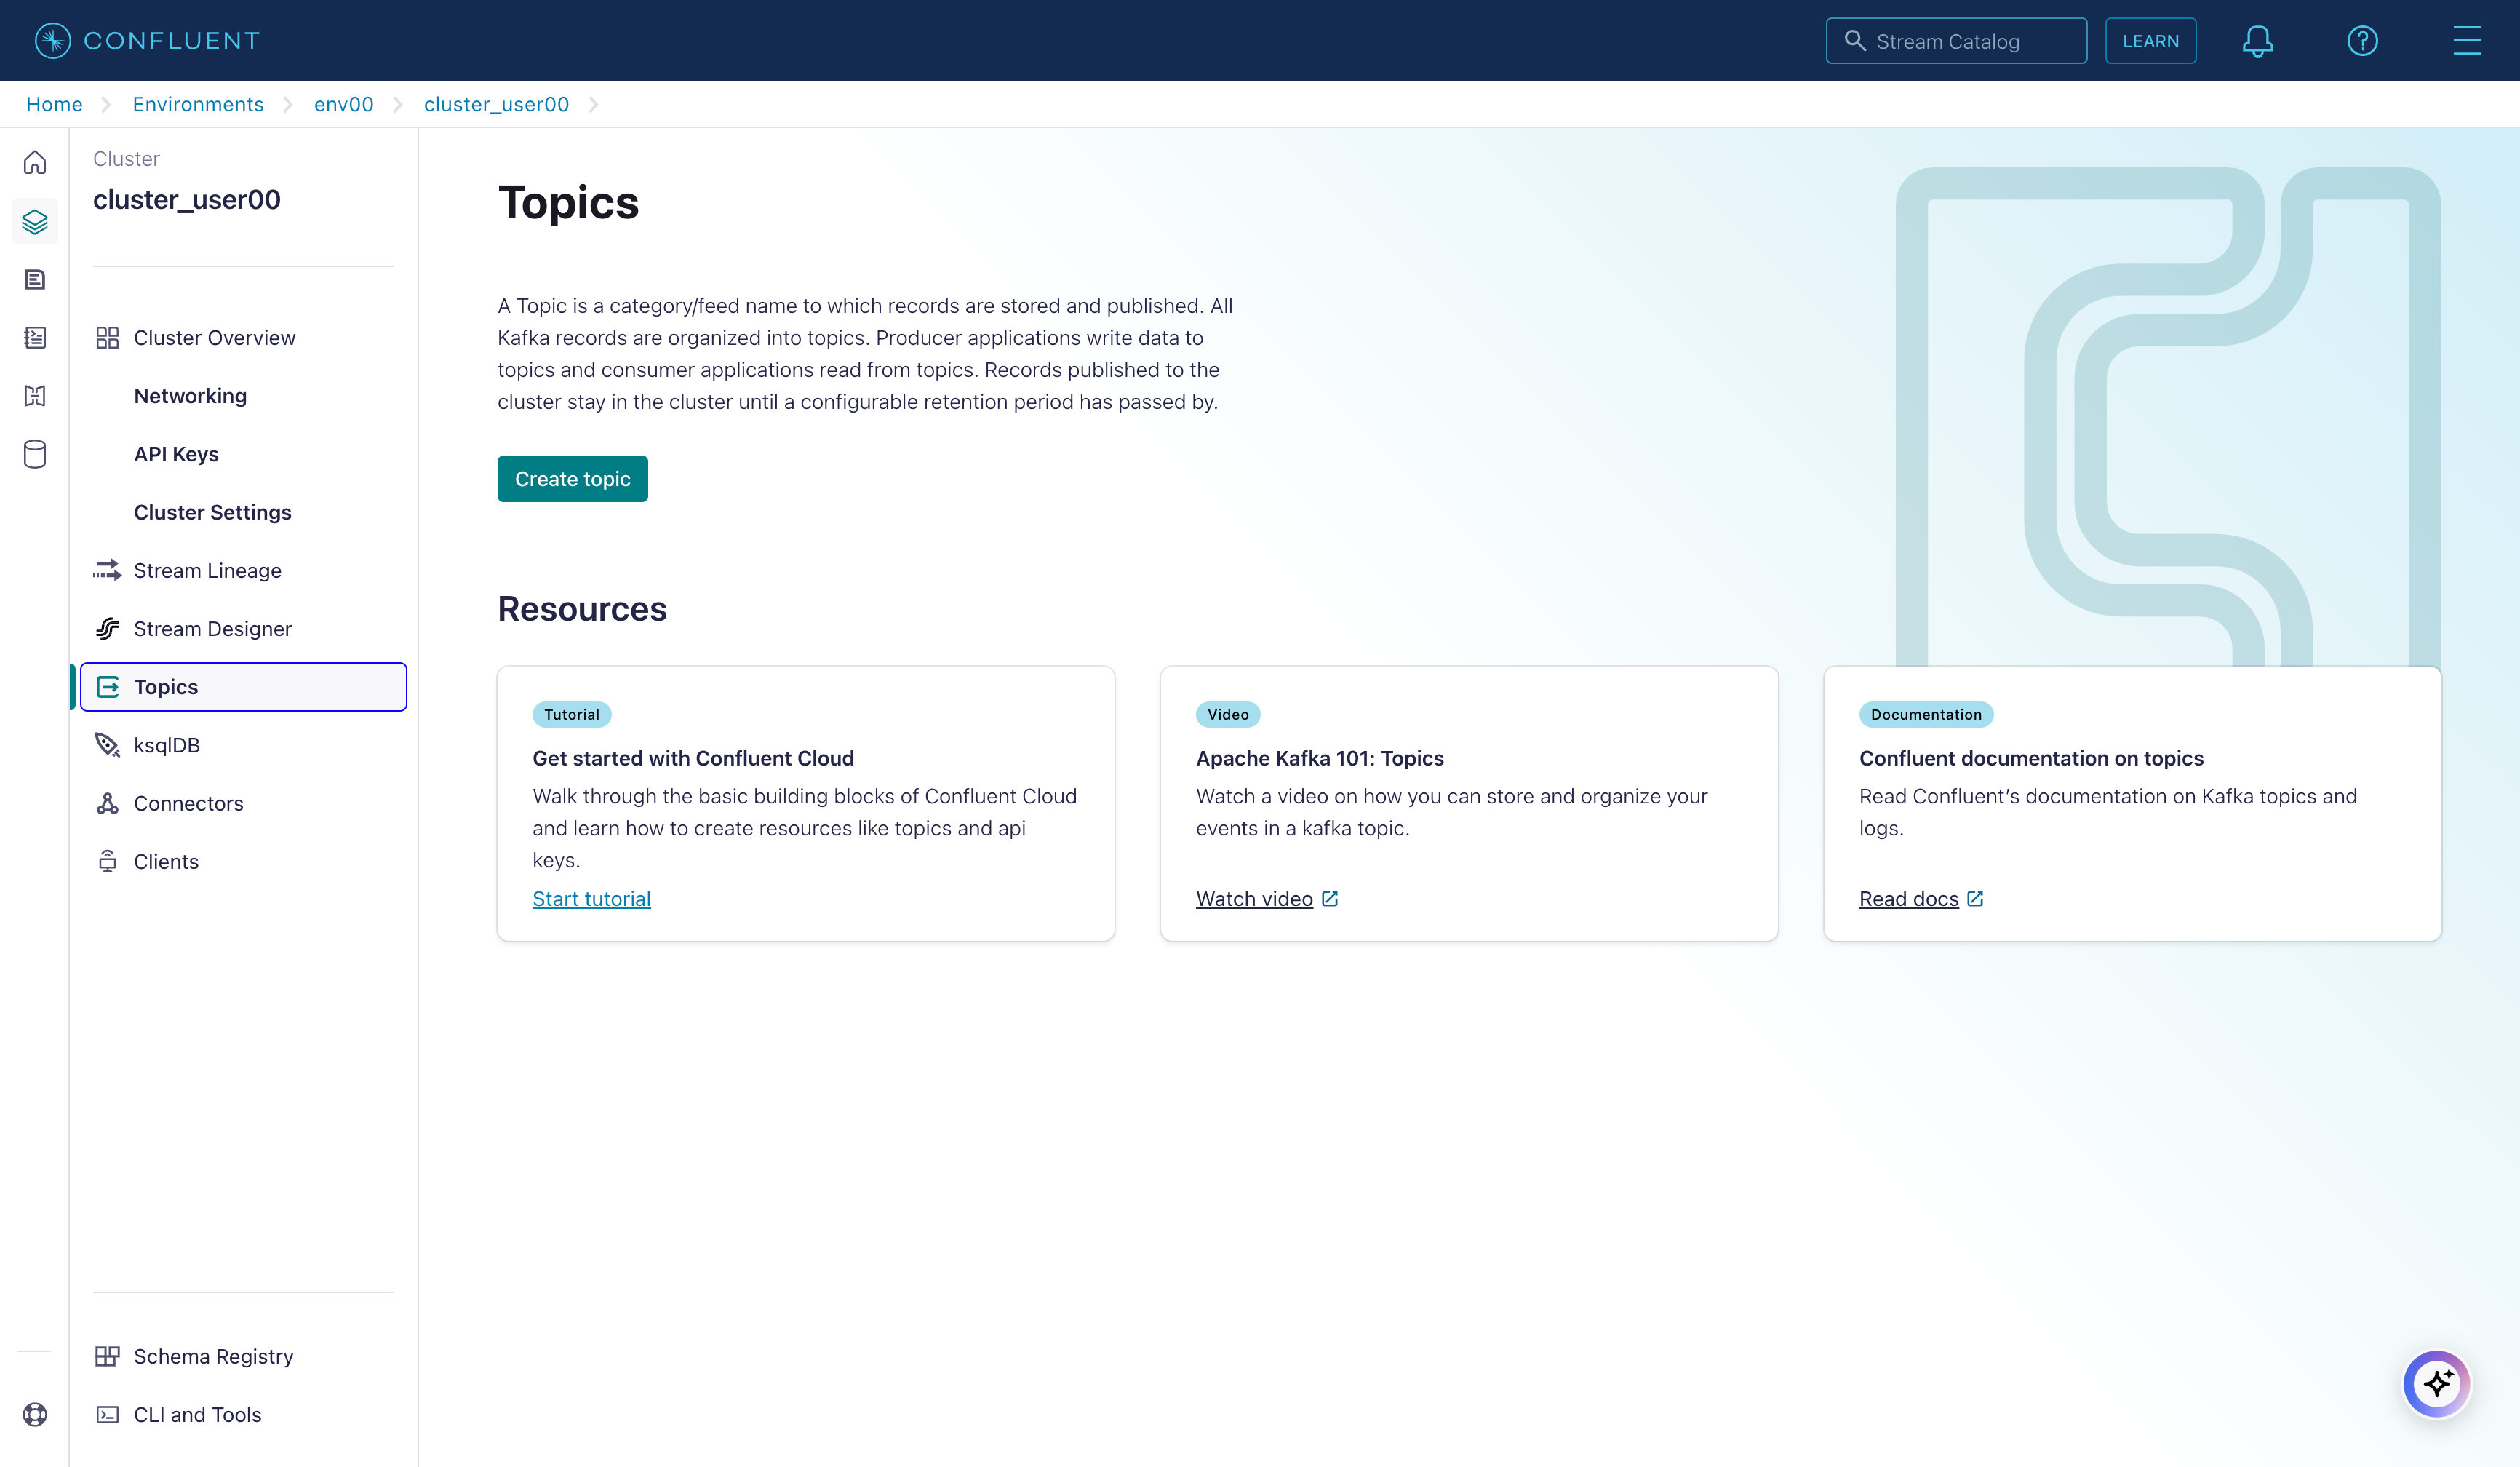 CONFLUENT
Stream Catalog
LEARN
Home
Environments
env00
cluster_user00
Cluster
cluster_user00
Cluster Overview
Networking
API Keys
Cluster Settings
Stream Lineage
Stream Designer
Topics
ksqlDB
Connectors
Clients
Schema Registry
CLI and Tools
Topics
A Topic is a category/feed name to which records are stored and published. All
Kafka records are organized into topics. Producer applications write data to
topics and consumer applications read from topics. Records published to the
cluster stay in the cluster until a configurable retention period has passed by.
Create topic
Resources
Tutorial
Get started with Confluent Cloud
Walk through the basic building blocks of Confluent Cloud
and learn how to create resources like topics and api
keys.
Start tutorial
Video
Apache Kafka 101: Topics
Watch a video on how you can store and organize your
events in a kafka topic.
Watch video
Documentation
Confluent documentation on topics
Read Confluent’s documentation on Kafka topics and
logs.
Read docs